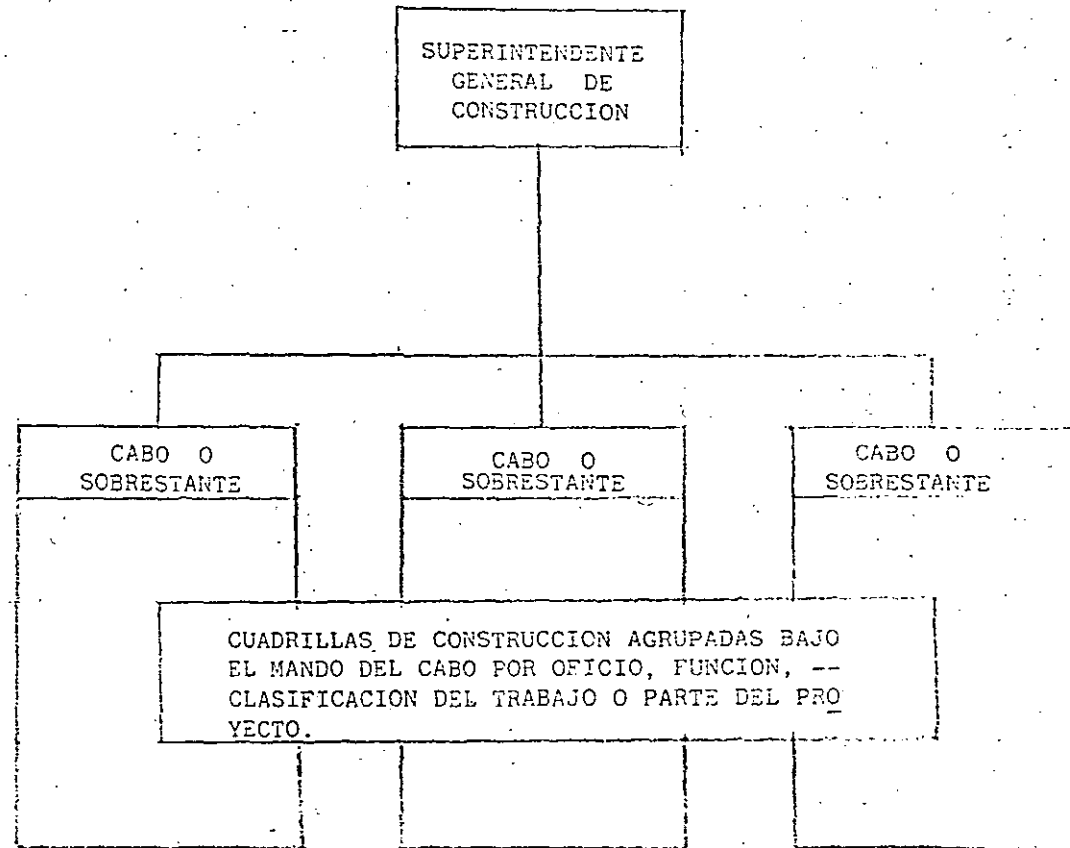 SUPERINTENDENTE
GENERAL DE
CONSTRUCCION
CABO O
SOBRESTANTE
CABO O
SOBRESTANTE
CABO O
SOBRESTANTE
CUADRILLAS DE CONSTRUCCION AGRUPADAS BAJO
EL MANDO DEL CABO POR OFICIO, FUNCION, --
CLASIFICACION DEL TRABAJO O PARTE DEL PRO
YECTO.